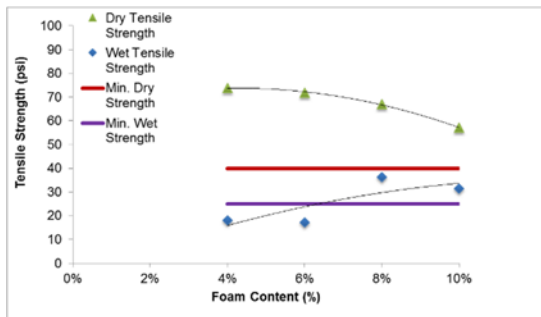 Dry Tensile
Strength
Wet Tensile
Strength
Min. Dry
Strength
Min. Wet
Strength
Tensile Strength (psi)
100
90
80
70
60
50
40
30
20
10
0
0% 2% 4% 6% 8% 10%
Foam Content (%)